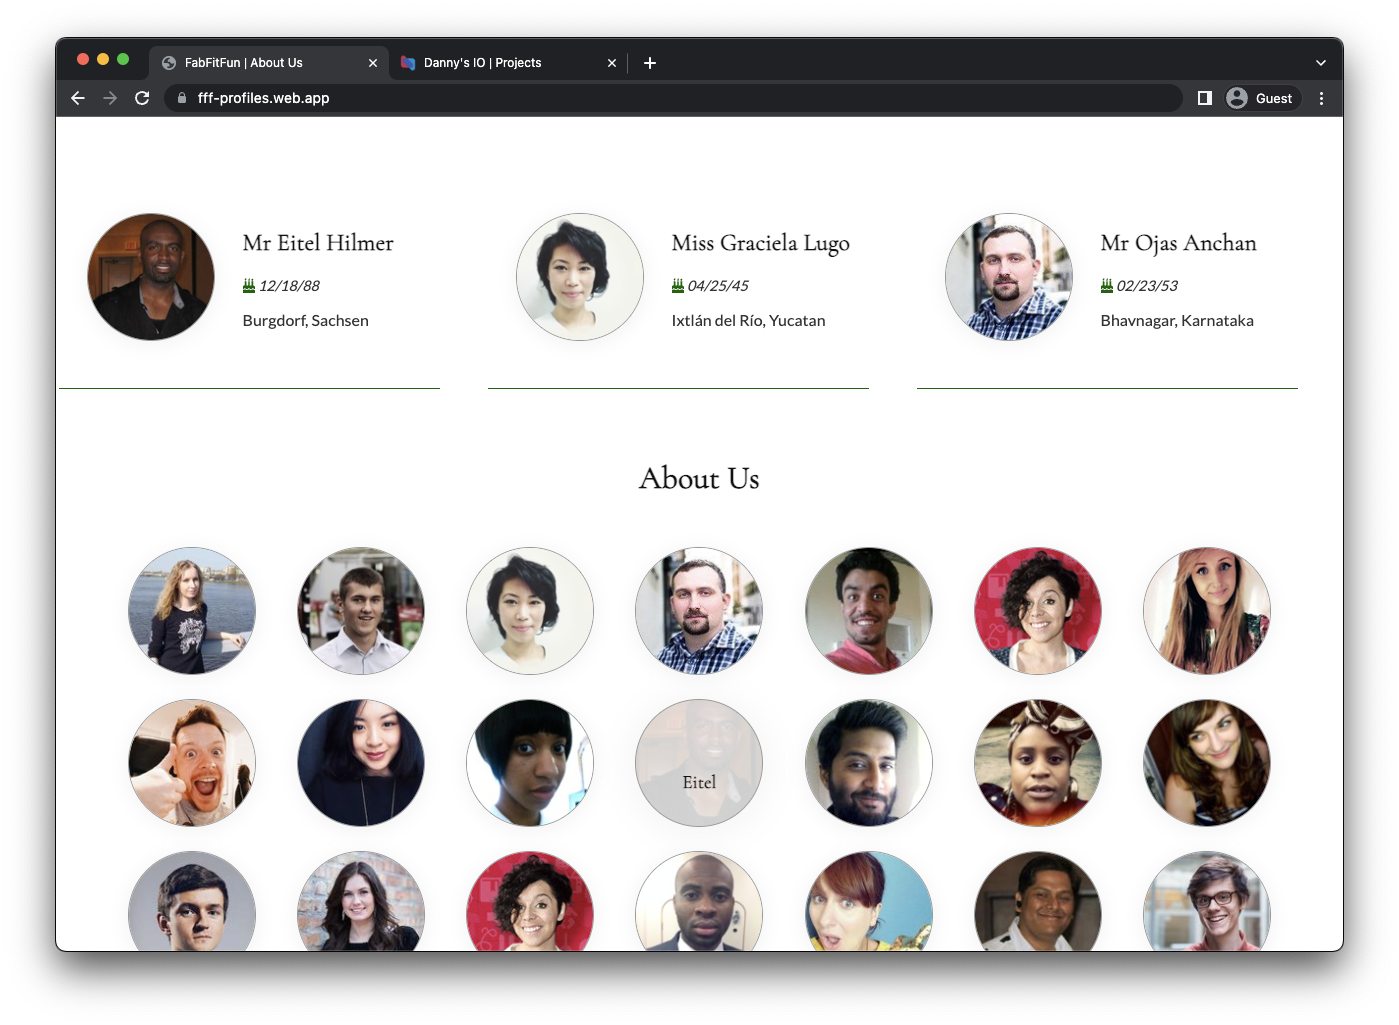 FabFitFun | About Us
Danny's IO | Projects
fff-profiles.web.app
Guest
Mr Eitel Hilmer
12/18/88
Burgdorf, Sachsen
Miss Graciela Lugo
04/25/45
Ixtlán del Río, Yucatan
Mr Ojas Anchan
02/23/53
Bhavnagar, Karnataka
About Us
Eitel